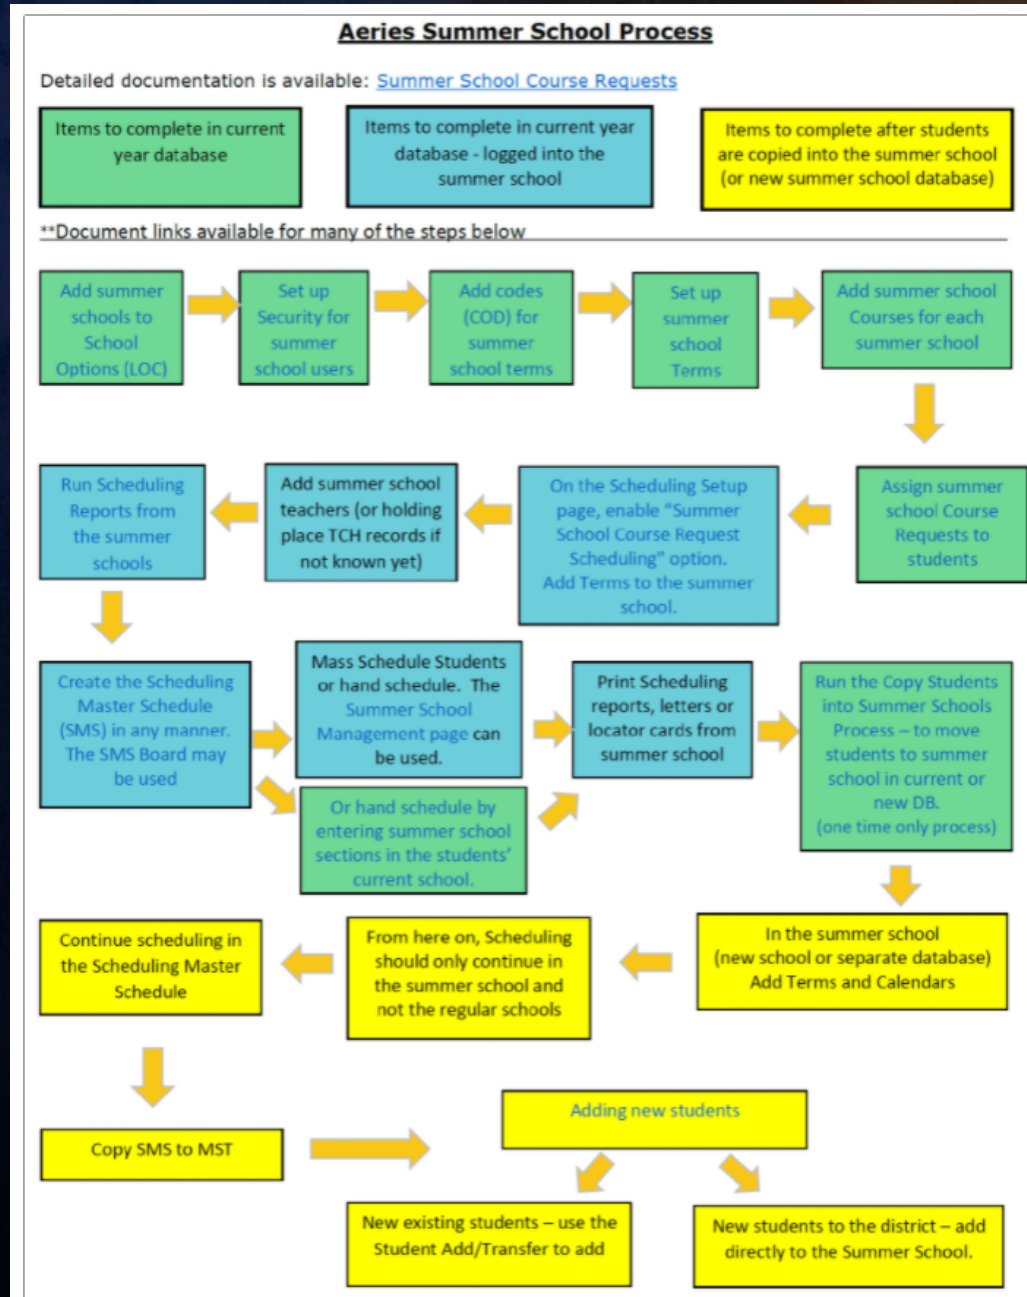 Aeries Summer School Process
Detailed documentation is available: Summer School Course Requests
Items to complete in current
year database
Items to complete in current year
database - logged into the
summer school
Items to complete after students
are copied into the summer school
(or new summer school database)
**Document links available for many of the steps below
Add summer
schools to
School
Options (LOC)
Set up
Security for
summer
school users
Add codes
(COD) for
summer
school terms
Set up
summer
school
Terms
Add summer school
Courses for each
summer school
Run Scheduling
Reports from
the summer
schools
Add summer school
teachers (or holding
place TCH records if
not known yet)
On the Scheduling Setup
page, enable “Summer
School Course Request
Scheduling" option.
Add Terms to the summer
school.
Assign summer
school Course
Requests to
students
Create the Scheduling
Master Schedule
(SMS) in any manner.
The SMS Board may
be used
Mass Schedule Students
or hand schedule. The
Summer School
Management page can
be used.
Or hand schedule by
entering summer school
sections in the students’
current school.
Print Scheduling
reports, letters or
locator cards from
summer school
Run the Copy Students
into Summer Schools
Process – to move
students to summer
school in current or
new DB.
(one time only process)
Continue scheduling in
the Scheduling Master
Schedule
From here on, Scheduling
should only continue in
the summer school and
not the regular schools
In the summer school
(new school or separate database)
Add Terms and Calendars
Copy SMS to MST
Adding new students
New existing students – use the
Student Add/Transfer to add
New students to the district – add
directly to the Summer School.